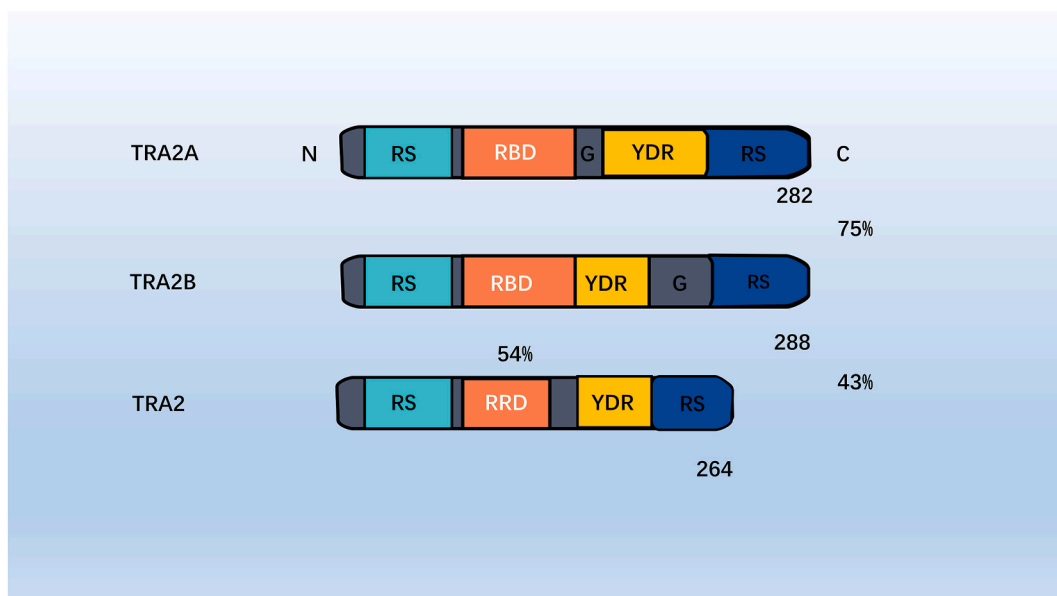 TRA2A N RS RBD G YDR RS C
282
75%
TRA2B RS RBD YDR G RS
288
54%
43%
TRA2 RS RRD YDR RS
264